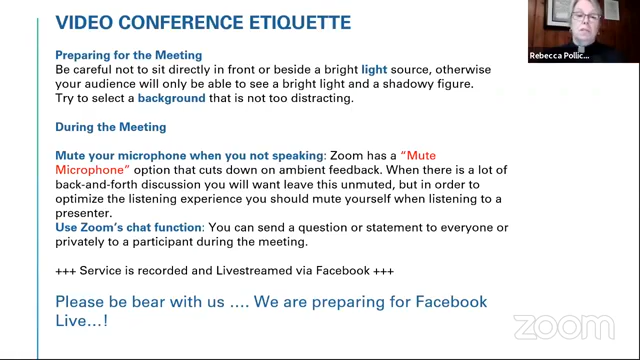 VIDEO CONFERENCE ETIQUETTE
Rebecca Pollic...
Preparing for the Meeting
Be careful not to sit directly in front or beside a bright light source, otherwise
your audience will only be able to see a bright light and a shadowy figure.
Try to select a background that is not too distracting.
During the Meeting
Mute your microphone when you not speaking: Zoom has a “Mute
Microphone” option that cuts down on ambient feedback. When there is a lot of
back-and-forth discussion you will want leave this unmuted, but in order to
optimize the listening experience you should mute yourself when listening to a
presenter.
Use Zoom’s chat function: You can send a question or statement to everyone or
privately to a participant during the meeting.
+++ Service is recorded and Livestreamed via Facebook +++
Please be bear with us …. We are preparing for Facebook
Live…!
zoom